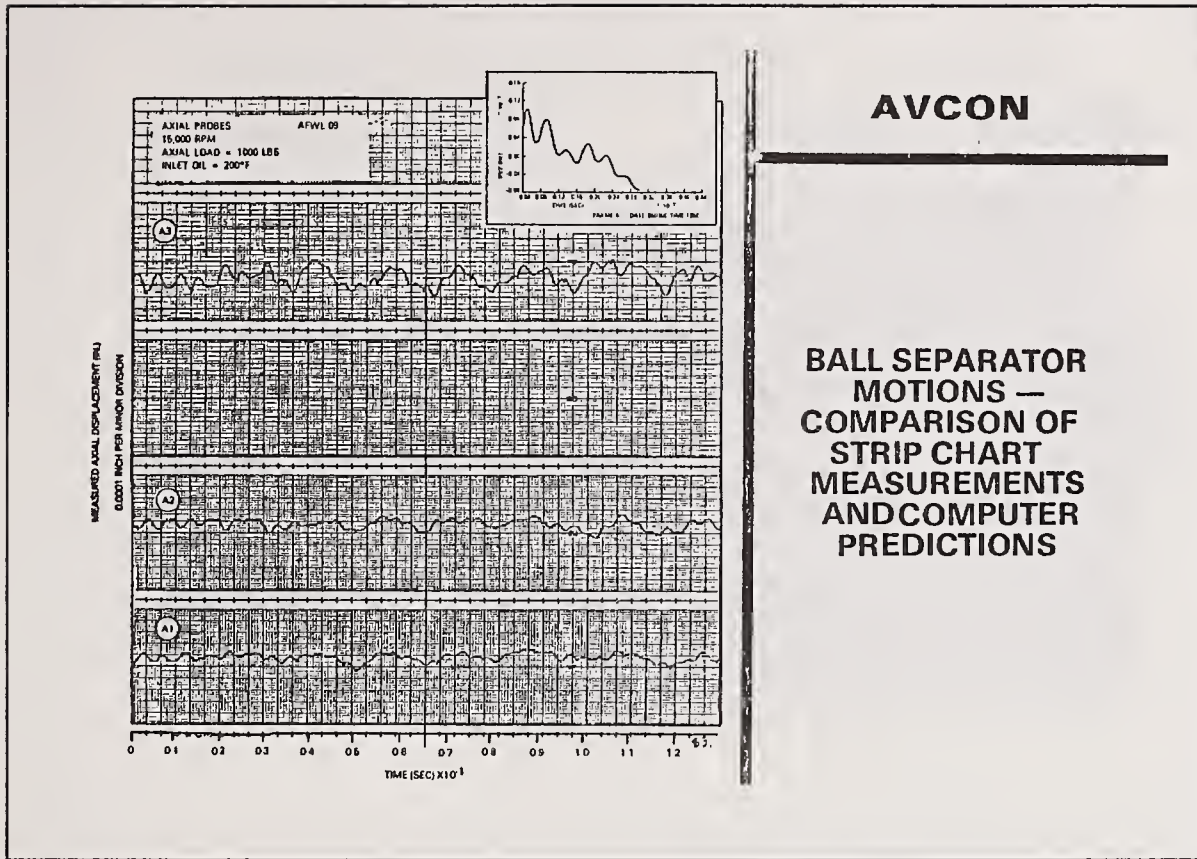 AXIAL PROBES AFWL 09
15,000 RPM
AXIAL LOAD = 1000 LBS
INLET OIL = 200°F
TIME (SEC)
A3
A2
A1
MEASURED AXIAL DISPLACEMENT (IN.)
0.0001 INCH PER MINOR DIVISION
0 01 02 03 04 05 06 07 08 09 10 11 12
TIME (SEC) X10⁻¹
AVCON
BALL SEPARATOR
MOTIONS —
COMPARISON OF
STRIP CHART
MEASUREMENTS
AND COMPUTER
PREDICTIONS